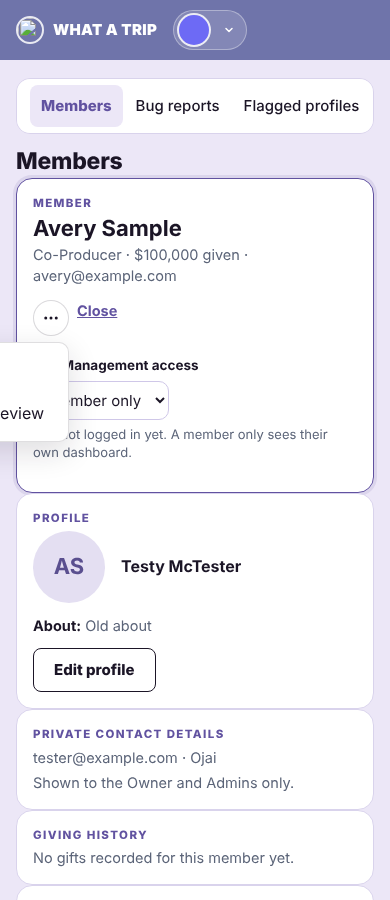 WHAT A TRIP
Members Bug reports Flagged profiles
Members
MEMBER
Avery Sample
Co-Producer · $100,000 given ·
avery@example.com
Close
Management access
ember only
eview
ot logged in yet. A member only sees their
own dashboard.
PROFILE
AS
Testy McTester
About: Old about
Edit profile
PRIVATE CONTACT DETAILS
tester@example.com · Ojai
Shown to the Owner and Admins only.
GIVING HISTORY
No gifts recorded for this member yet.